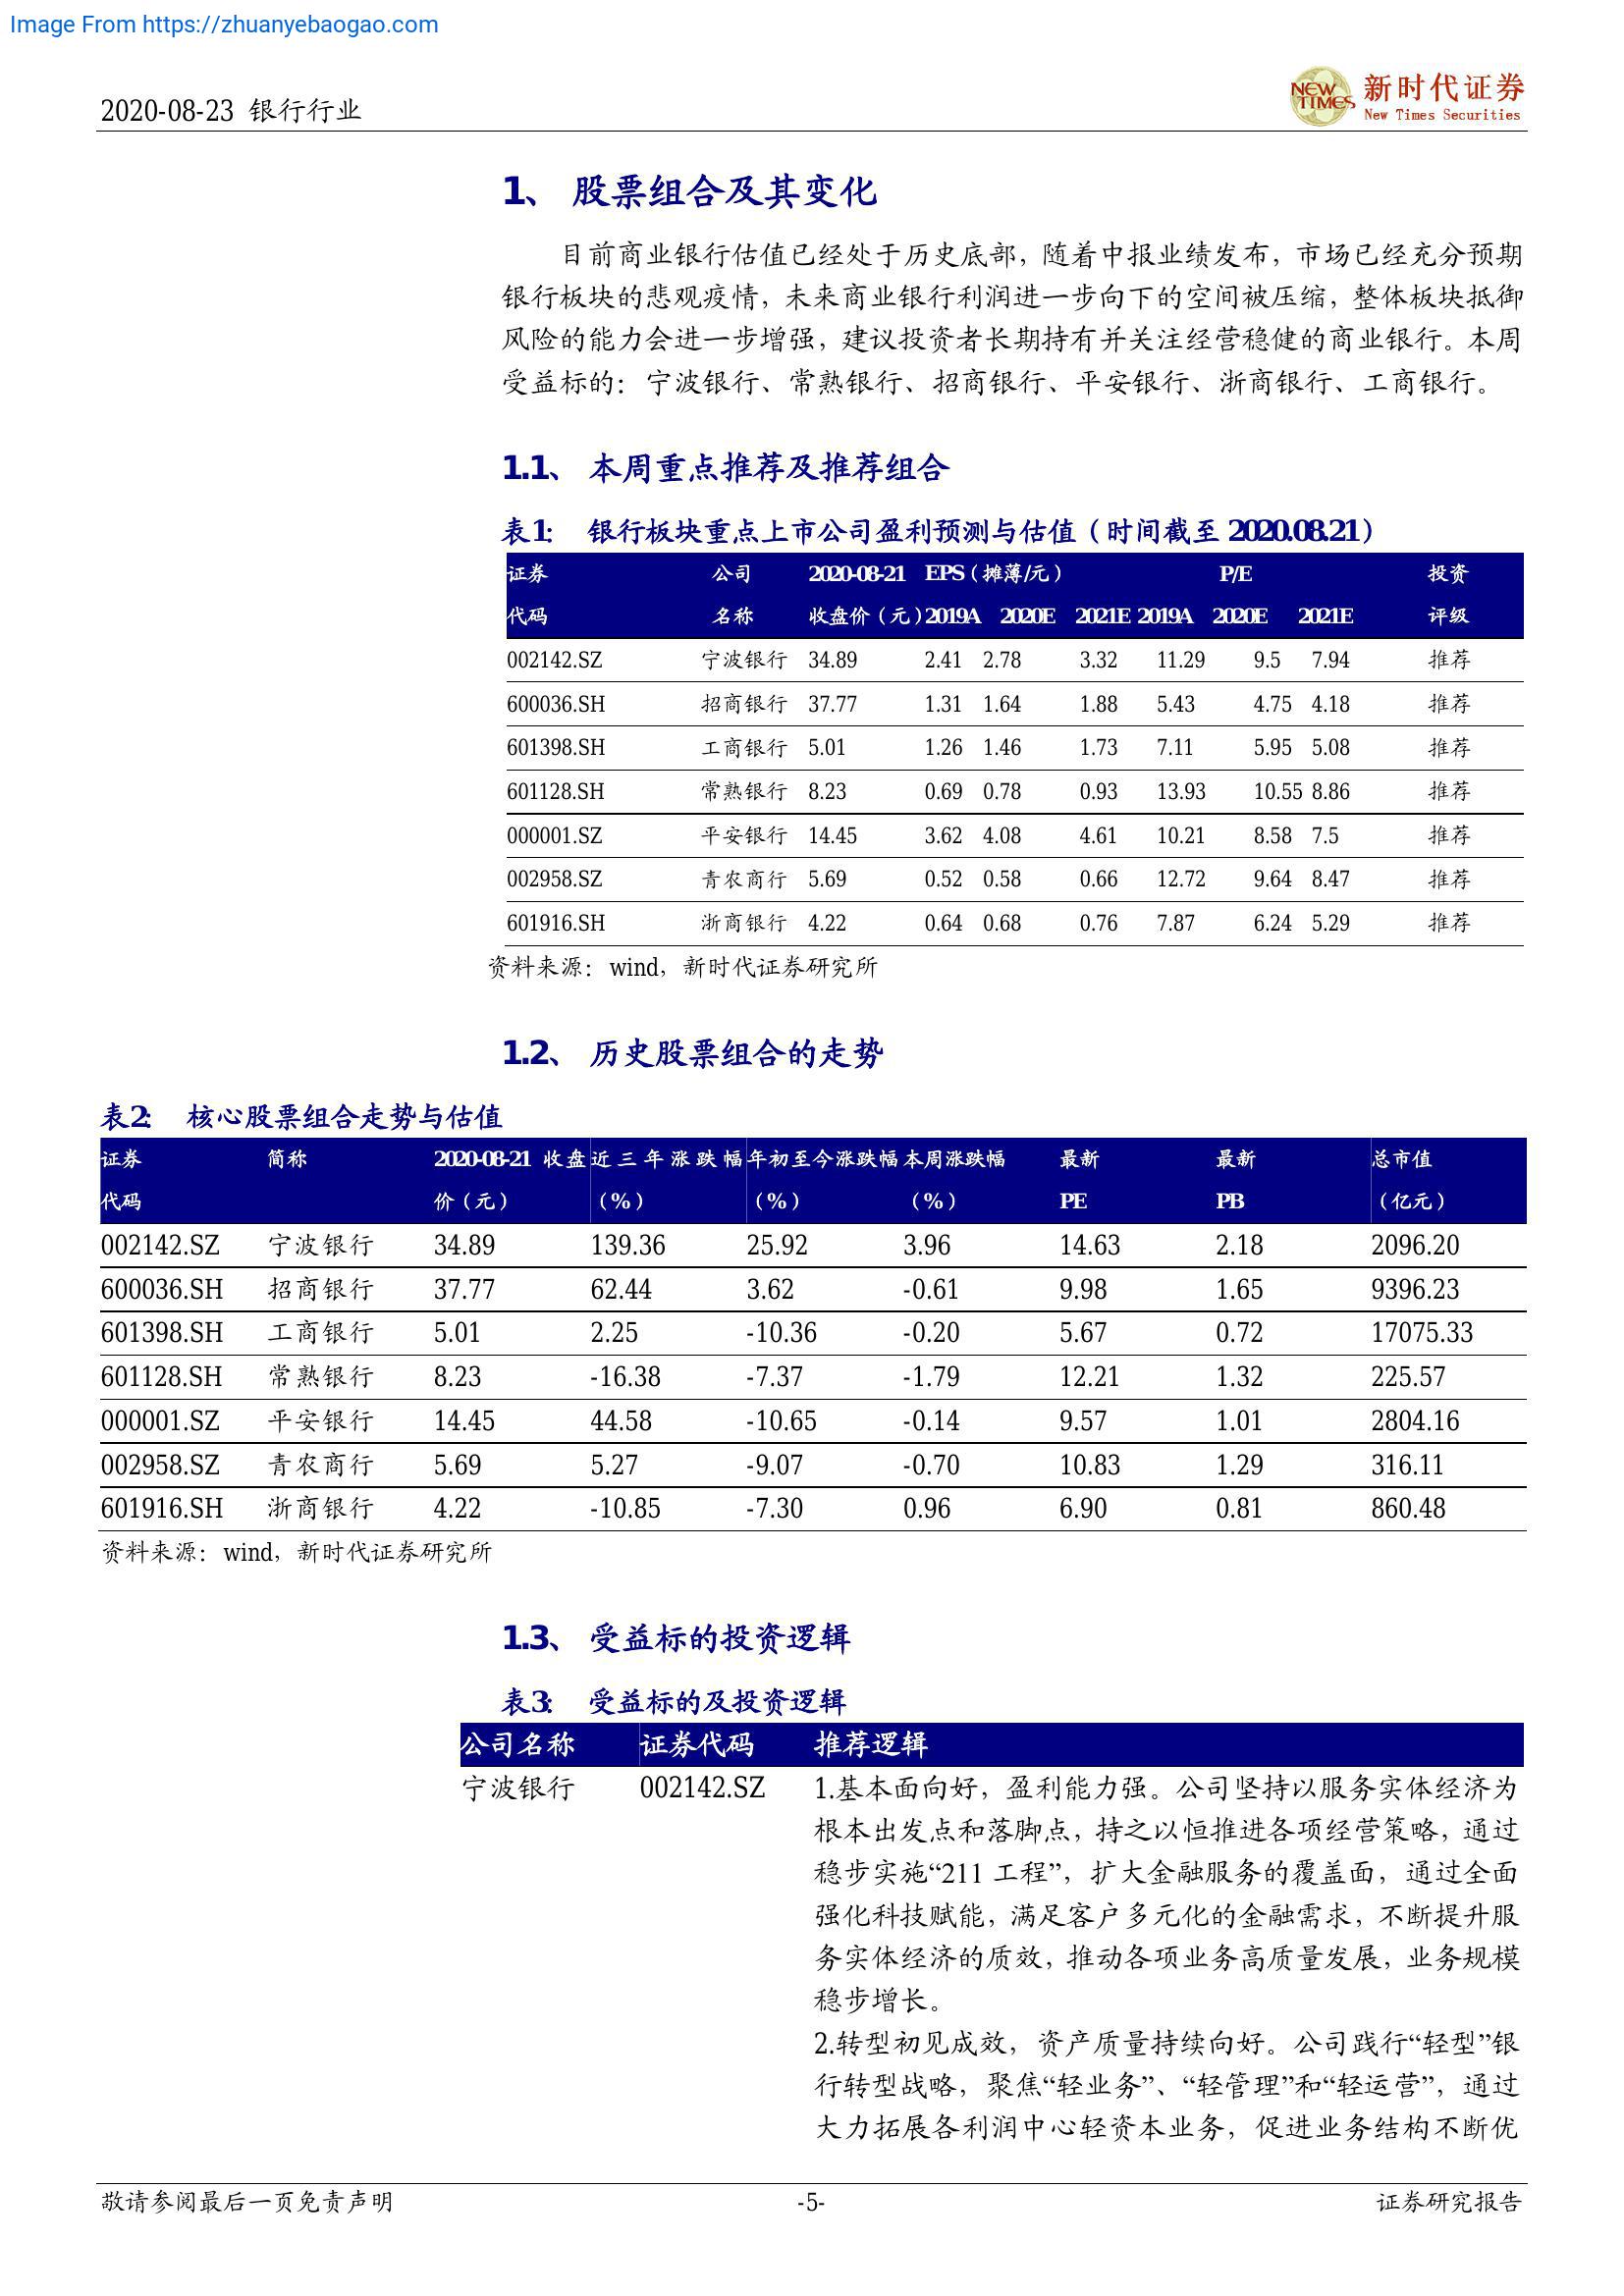 Image From https://zhuanyebaogao.com
2020-08-23 银行行业
NEW TIMES 新时代证券
New Times Securities
1、 股票组合及其变化
目前商业银行估值已经处于历史底部，随着中报业绩发布，市场已经充分预期
银行板块的悲观疫情，未来商业银行利润进一步向下的空间被压缩，整体板块抵御
风险的能力会进一步增强，建议投资者长期持有并关注经营稳健的商业银行。本周
受益标的：宁波银行、常熟银行、招商银行、平安银行、浙商银行、工商银行。
1.1、 本周重点推荐及推荐组合
表1： 银行板块重点上市公司盈利预测与估值（时间截至 2020.08.21）
证券 公司 2020-08-21 EPS（摊薄/元） P/E 投资
代码 名称 收盘价（元） 2019A 2020E 2021E 2019A 2020E 2021E 评级
002142.SZ 宁波银行 34.89 2.41 2.78 3.32 11.29 9.5 7.94 推荐
600036.SH 招商银行 37.77 1.31 1.64 1.88 5.43 4.75 4.18 推荐
601398.SH 工商银行 5.01 1.26 1.46 1.73 7.11 5.95 5.08 推荐
601128.SH 常熟银行 8.23 0.69 0.78 0.93 13.93 10.55 8.86 推荐
000001.SZ 平安银行 14.45 3.62 4.08 4.61 10.21 8.58 7.5 推荐
002958.SZ 青农商行 5.69 0.52 0.58 0.66 12.72 9.64 8.47 推荐
601916.SH 浙商银行 4.22 0.64 0.68 0.76 7.87 6.24 5.29 推荐
资料来源：wind，新时代证券研究所
1.2、 历史股票组合的走势
表2： 核心股票组合走势与估值
证券 简称 2020-08-21 收盘 近三年涨跌幅 年初至今涨跌幅 本周涨跌幅 最新 最新 总市值
代码 价（元） （%） （%） （%） PE PB （亿元）
002142.SZ 宁波银行 34.89 139.36 25.92 3.96 14.63 2.18 2096.20
600036.SH 招商银行 37.77 62.44 3.62 -0.61 9.98 1.65 9396.23
601398.SH 工商银行 5.01 2.25 -10.36 -0.20 5.67 0.72 17075.33
601128.SH 常熟银行 8.23 -16.38 -7.37 -1.79 12.21 1.32 225.57
000001.SZ 平安银行 14.45 44.58 -10.65 -0.14 9.57 1.01 2804.16
002958.SZ 青农商行 5.69 5.27 -9.07 -0.70 10.83 1.29 316.11
601916.SH 浙商银行 4.22 -10.85 -7.30 0.96 6.90 0.81 860.48
资料来源：wind，新时代证券研究所
1.3、 受益标的投资逻辑
表3： 受益标的及投资逻辑
公司名称 证券代码 推荐逻辑
宁波银行 002142.SZ 1.基本面向好，盈利能力强。公司坚持以服务实体经济为
根本出发点和落脚点，持之以恒推进各项经营策略，通过
稳步实施“211 工程”，扩大金融服务的覆盖面，通过全面
强化科技赋能，满足客户多元化的金融需求，不断提升服
务实体经济的质效，推动各项业务高质量发展，业务规模
稳步增长。
2.转型初见成效，资产质量持续向好。公司践行“轻型”银
行转型战略，聚焦“轻业务”、“轻管理”和“轻运营”，通过
大力拓展各利润中心轻资本业务，促进业务结构不断优
敬请参阅最后一页免责声明 -5- 证券研究报告